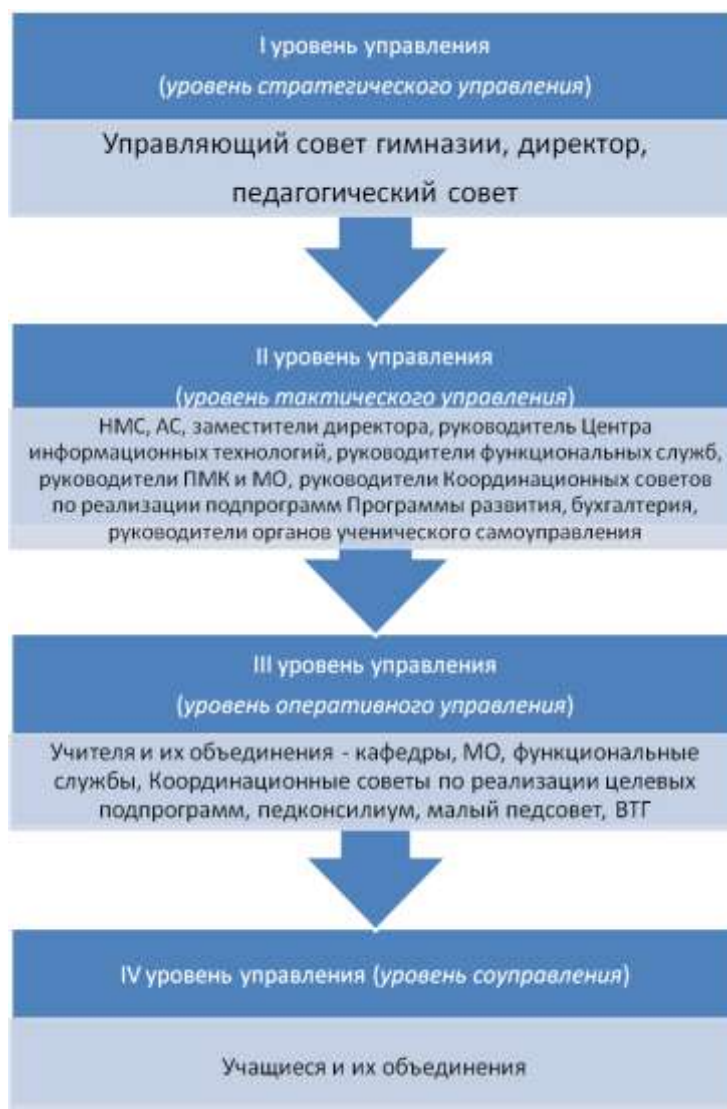 I уровень управления
(уровень стратегического управления)
Управляющий совет гимназии, директор,
педагогический совет
II уровень управления
(уровень тактического управления)
НМС, АС, заместители директора, руководитель Центра
информационных технологий, руководители функциональных служб,
руководители ПМК и МО, руководители Координационных советов
по реализации подпрограмм Программы развития, бухгалтерия,
руководители органов ученического самоуправления
III уровень управления
(уровень оперативного управления)
Учителя и их объединения - кафедры, МО, функциональные
службы, Координационные советы по реализации целевых
подпрограмм, педконсилиум, малый педсовет, ВТГ
IV уровень управления (уровень соуправления)
Учащиеся и их объединения